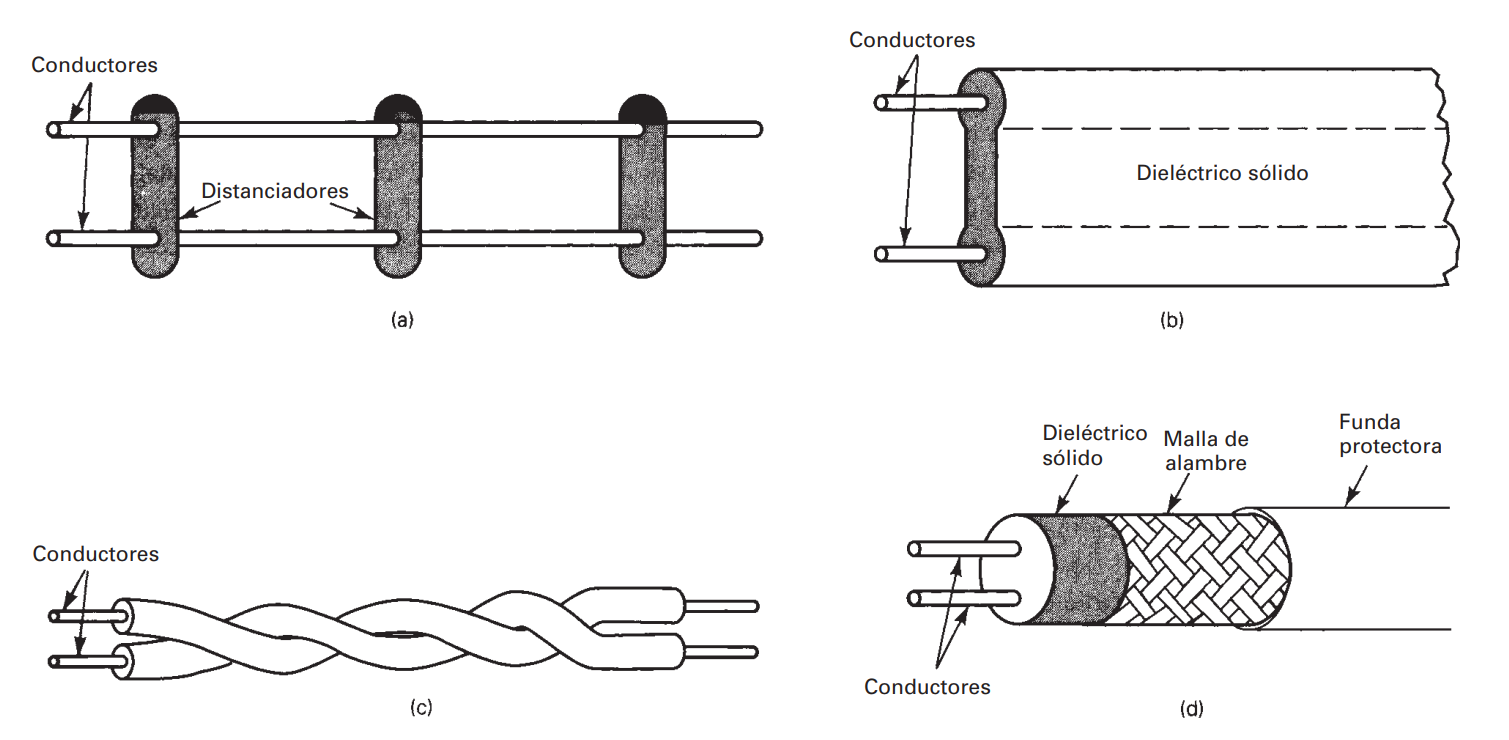 Conductores
Distanciadores
(a)
Conductores
Dieléctrico sólido
(b)
Conductores
(c)
Dieléctrico
sólido
Malla de
alambre
Funda
protectora
Conductores
(d)